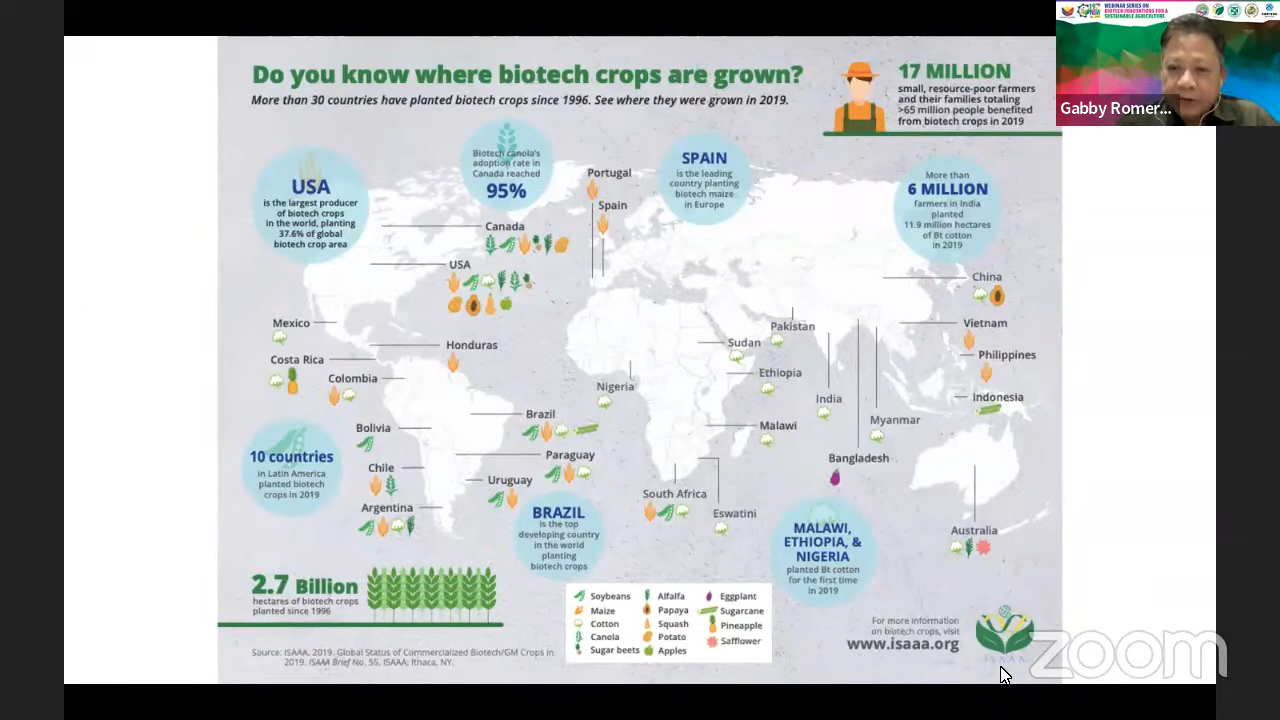 WEBINAR SERIES ON
BIOTECH INNOVATIONS FOR A
SUSTAINABLE AGRICULTURE
Gabby Romer...
Do you know where biotech crops are grown?
More than 30 countries have planted biotech crops since 1996. See where they were grown in 2019.
17 MILLION
small, resource-poor farmers
and their families totaling
>65 million people benefited
from biotech crops in 2019
USA
is the largest producer
of biotech crops
in the world, planting
37.6% of global
biotech crop area
Biotech canola's
adoption rate in
Canada reached
95%
SPAIN
is the leading
country planting
biotech maize
in Europe
More than
6 MILLION
farmers in India
planted
11.9 million hectares
of Bt cotton
in 2019
Portugal
Spain
Canada
USA
China
Mexico
Honduras
Pakistan
Vietnam
Costa Rica
Sudan
Philippines
Colombia
Nigeria
Ethiopia
India
Indonesia
Brazil
Malawi
Myanmar
Bolivia
Paraguay
Bangladesh
Chile
Uruguay
South Africa
Eswatini
Argentina
Australia
10 countries
in Latin America
planted biotech
crops in 2019
BRAZIL
is the top
developing country
in the world
planting
biotech crops
MALAWI,
ETHIOPIA, &
NIGERIA
planted Bt cotton
for the first time
in 2019
2.7 Billion
hectares of biotech crops
planted since 1996
Soybeans
Maize
Cotton
Canola
Sugar beets
Alfalfa
Papaya
Squash
Potato
Apples
Eggplant
Sugarcane
Pineapple
Safflower
Source: ISAAA. 2019. Global Status of Commercialized Biotech/GM Crops in
2019. ISAAA Brief No. 55. ISAAA: Ithaca, NY.
For more information
on biotech crops, visit
www.isaaa.org
ISAAA
zoom